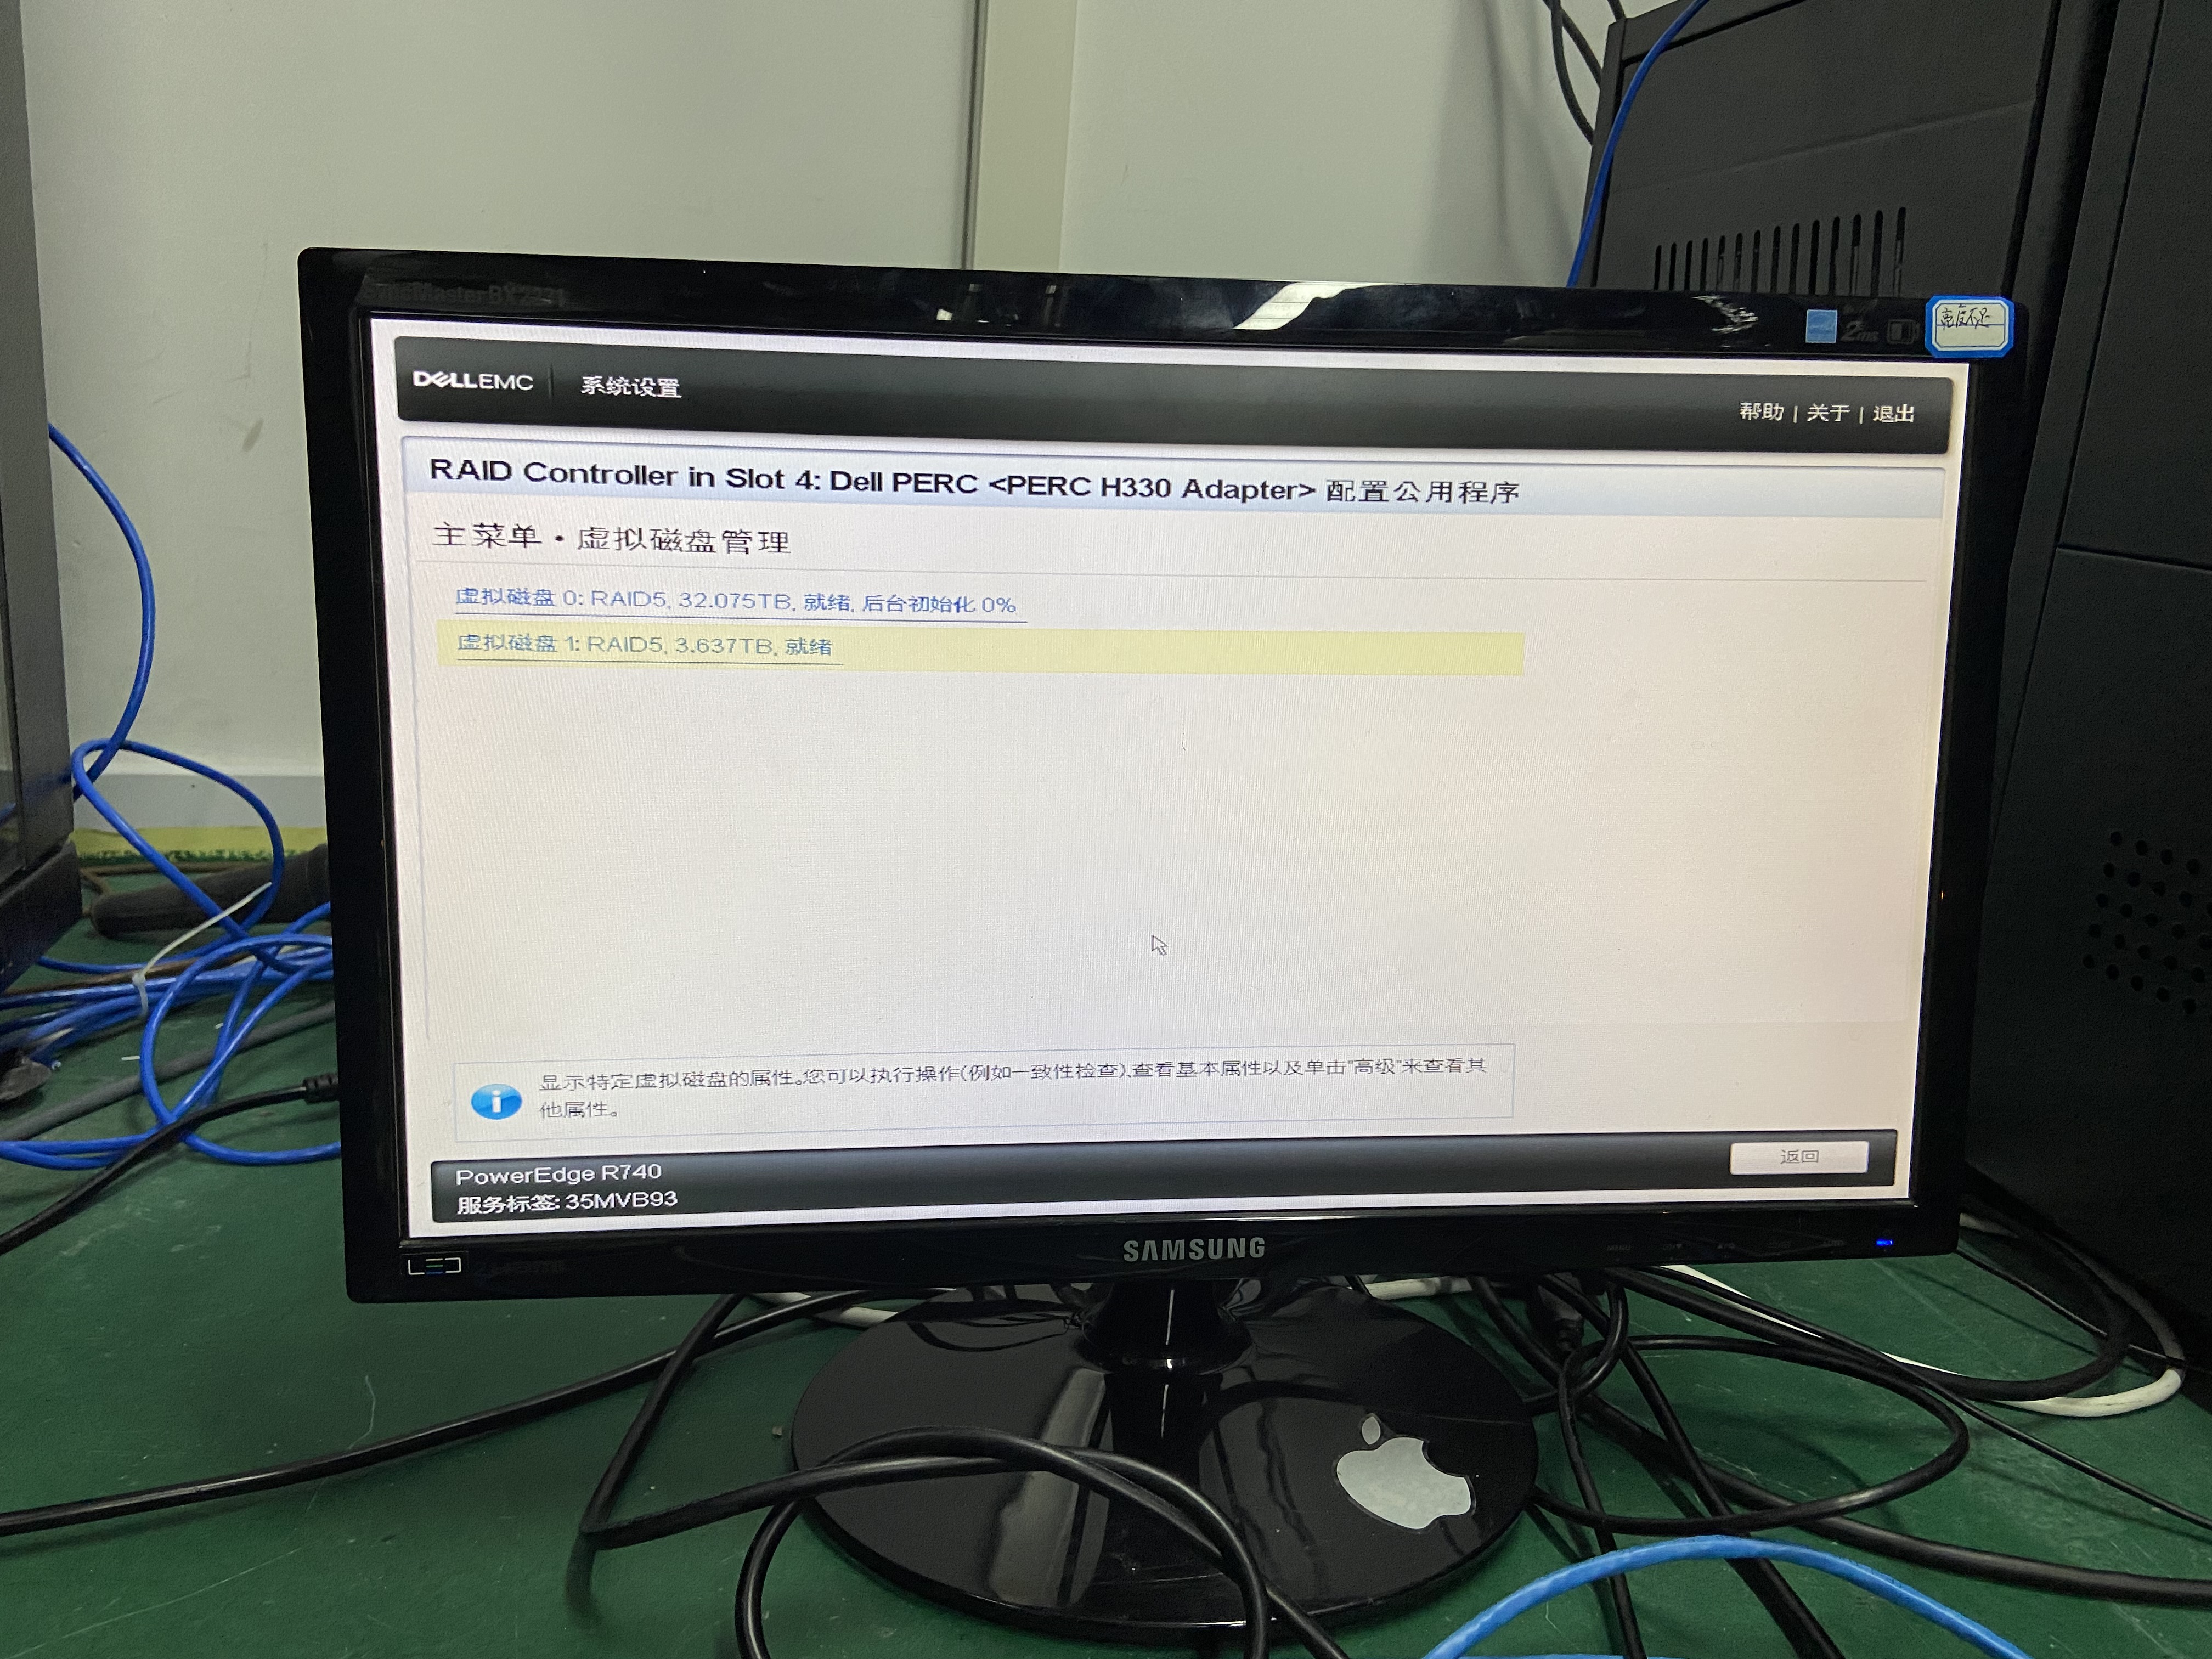 2ms
亮度不足
DELLEMC 系统设置
帮助 | 关于 | 退出
RAID Controller in Slot 4: Dell PERC <PERC H330 Adapter> 配置公用程序
主菜单 • 虚拟磁盘管理
虚拟磁盘 0: RAID5, 32.075TB, 就绪, 后台初始化 0%
虚拟磁盘 1: RAID5, 3.637TB, 就绪
显示特定虚拟磁盘的属性。您可以执行操作(例如一致性检查)、查看基本属性以及单击"高级"来查看其
他属性。
PowerEdge R740
服务标签: 35MVB93
返回
LED
SAMSUNG